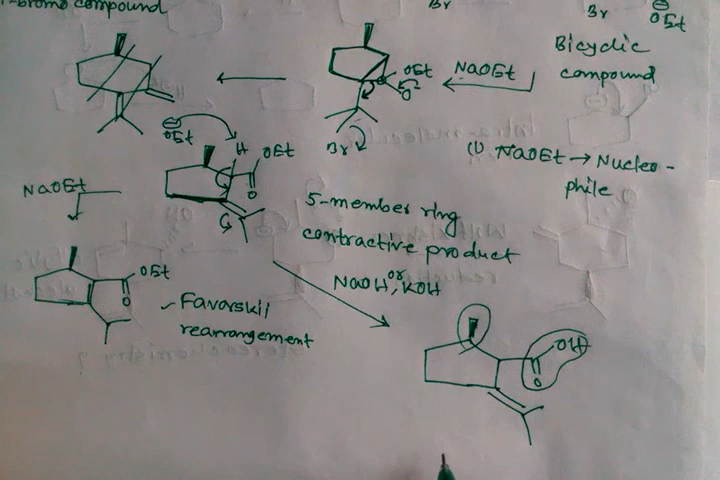 -bromo compound
Br
Br
⊖
OEt
Bicyclic
compound
OEt
O
NaOEt
Br
(1) NaOEt → Nucleo-
phile
⊖
OEt
H
OEt
O
NaOEt
5-member ring
contractive product
NaOH or, KOH
OEt
O
Favorskii
rearrangement
OH
O